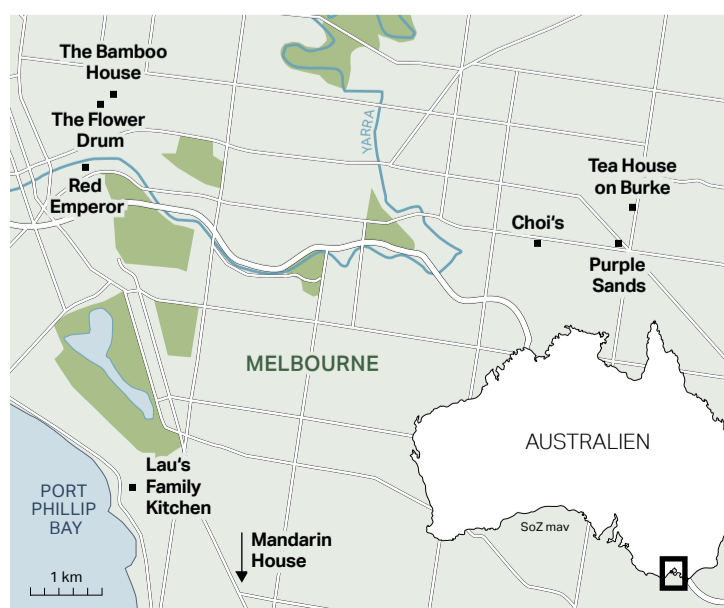 The Bamboo
House
The Flower
Drum
Red
Emperor
YARRA
Tea House
on Burke
Choi's
Purple
Sands
MELBOURNE
AUSTRALIEN
Lau's
Family
Kitchen
PORT
PHILLIP
BAY
SoZ mav
Mandarin
House
1 km